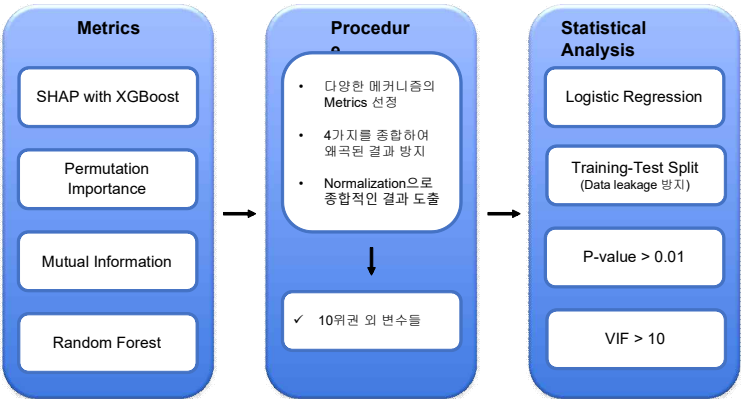 Metrics
SHAP with XGBoost
Permutation
Importance
Mutual Information
Random Forest
Procedur
e
• 다양한 메커니즘의
Metrics 선정
• 4가지를 종합하여
왜곡된 결과 방지
• Normalization으로
종합적인 결과 도출
✓ 10위권 외 변수들
Statistical
Analysis
Logistic Regression
Training-Test Split
(Data leakage 방지)
P-value > 0.01
VIF > 10